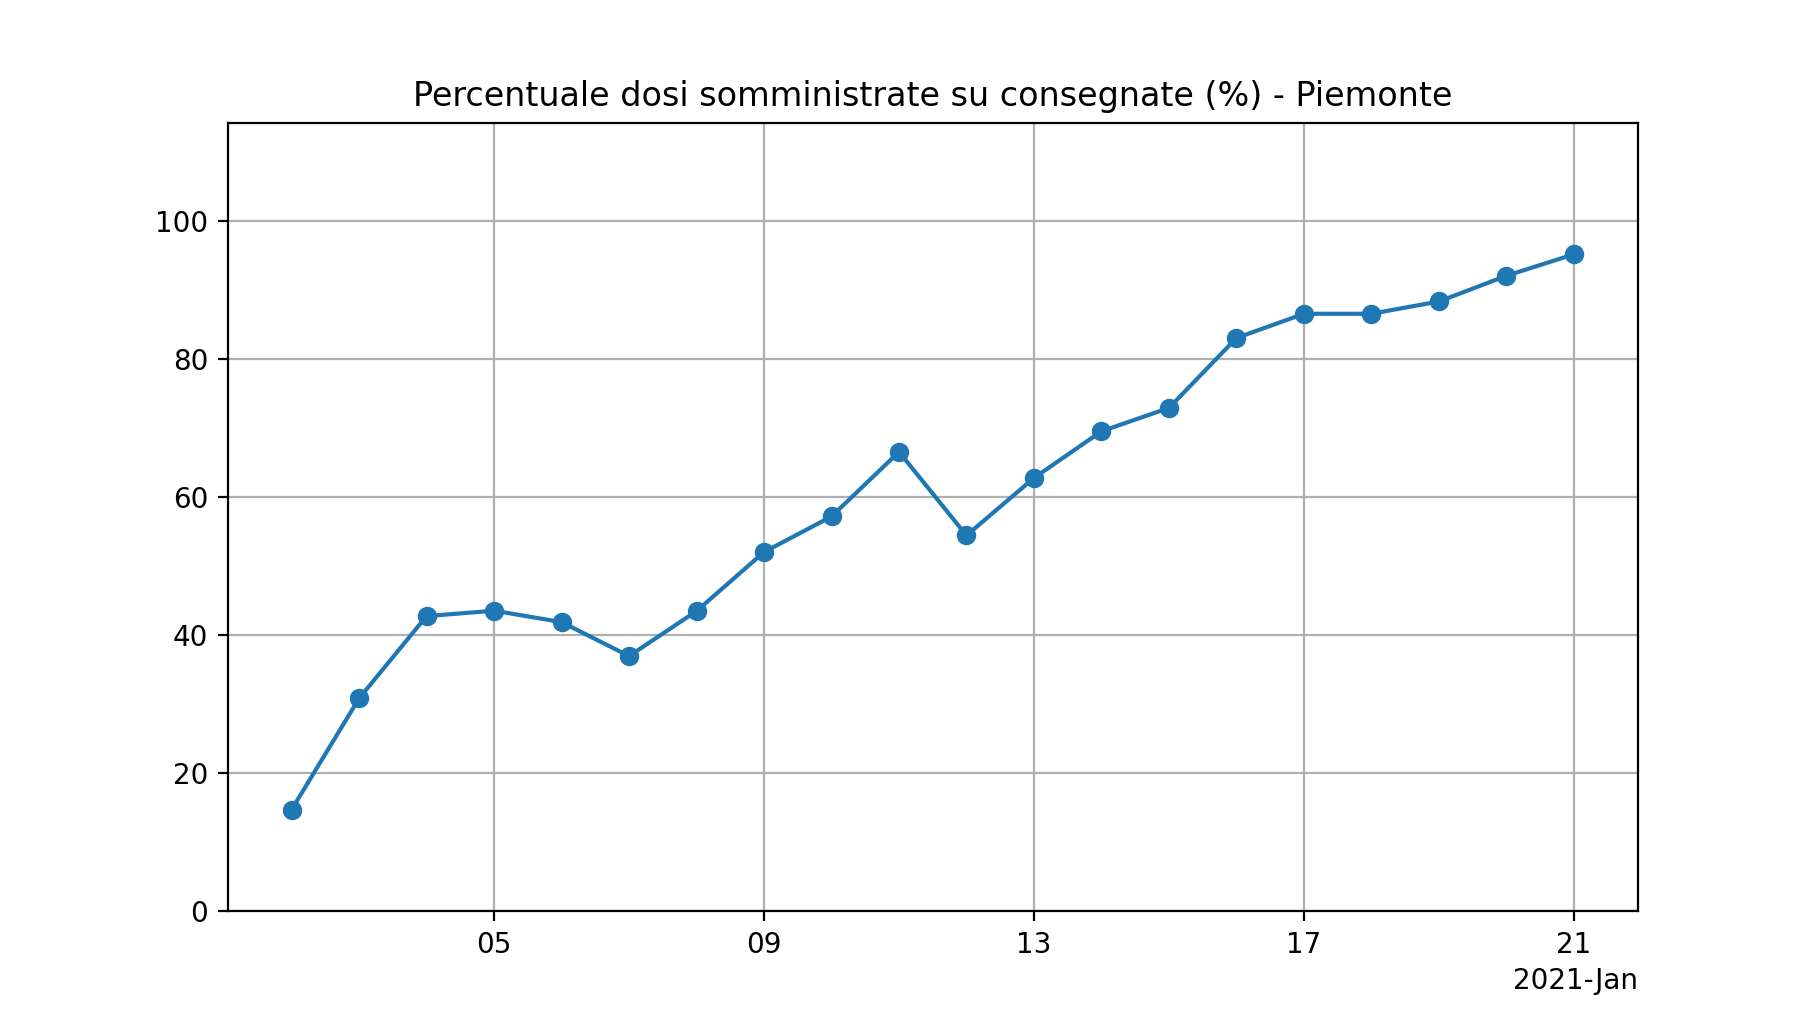 Percentuale dosi somministrate su consegnate (%) - Piemonte
100
80
60
40
20
0
05 09 13 17 21
2021-Jan